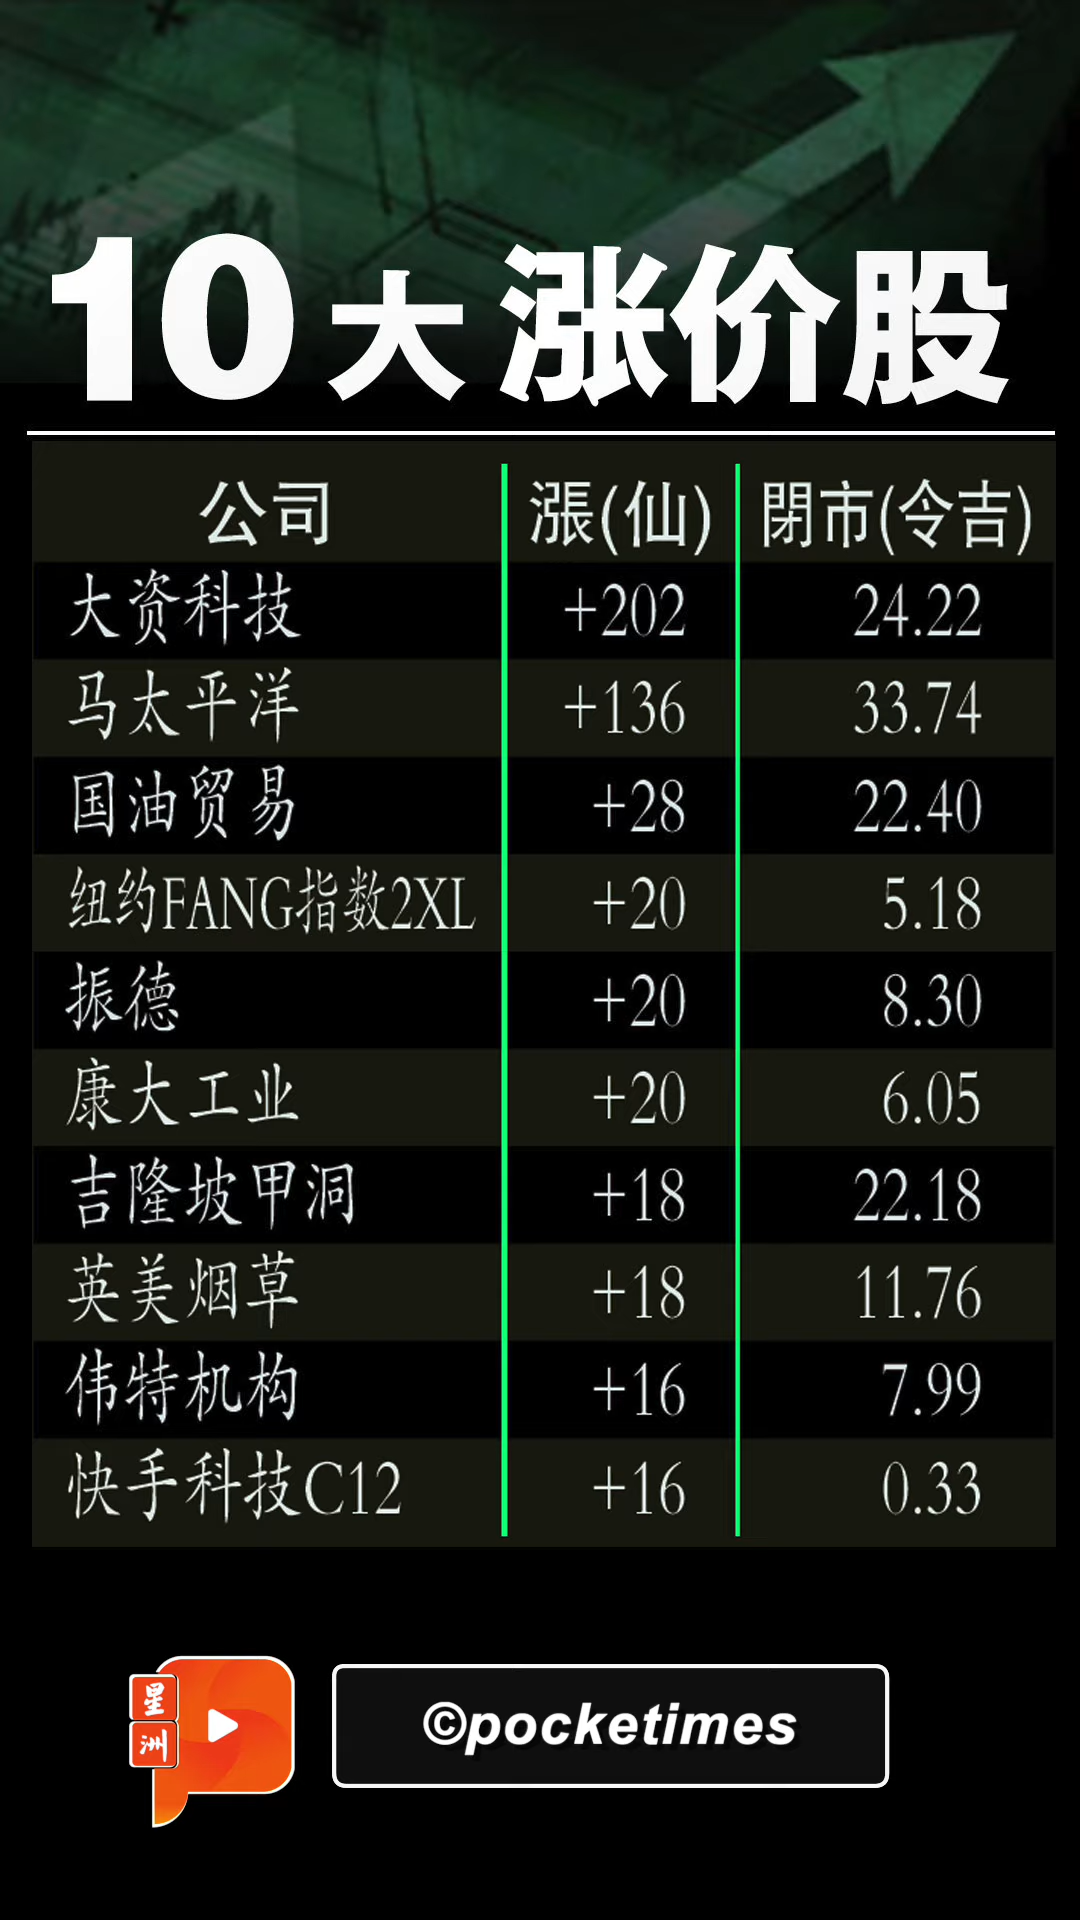 10大涨价股
公司 漲(仙) 閉市(令吉)
大资科技 +202 24.22
马太平洋 +136 33.74
国油贸易 +28 22.40
纽约FANG指数2XL +20 5.18
振德 +20 8.30
康大工业 +20 6.05
吉隆坡甲洞 +18 22.18
英美烟草 +18 11.76
伟特机构 +16 7.99
快手科技C12 +16 0.33
星洲
©pocketimes